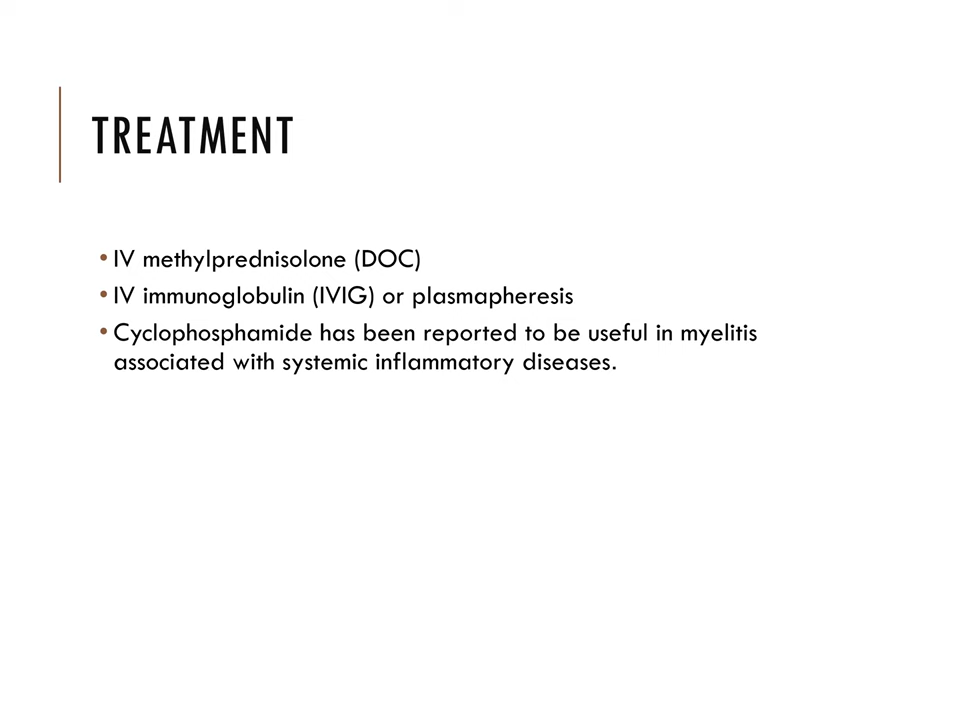 TREATMENT
• IV methylprednisolone (DOC)
• IV immunoglobulin (IVIG) or plasmapheresis
• Cyclophosphamide has been reported to be useful in myelitis
associated with systemic inflammatory diseases.